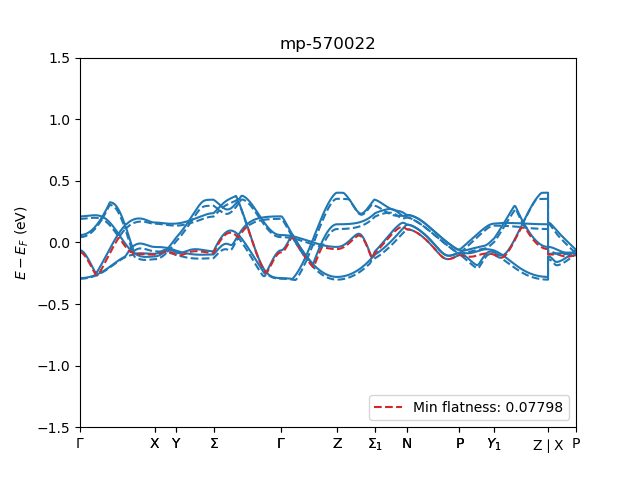 mp-570022
1.5
1.0
0.5
0.0
−0.5
−1.0
−1.5
E − E_F (eV)
Min flatness: 0.07798
Γ X Y Σ Γ Z Σ₁ N P Y₁ Z | X P